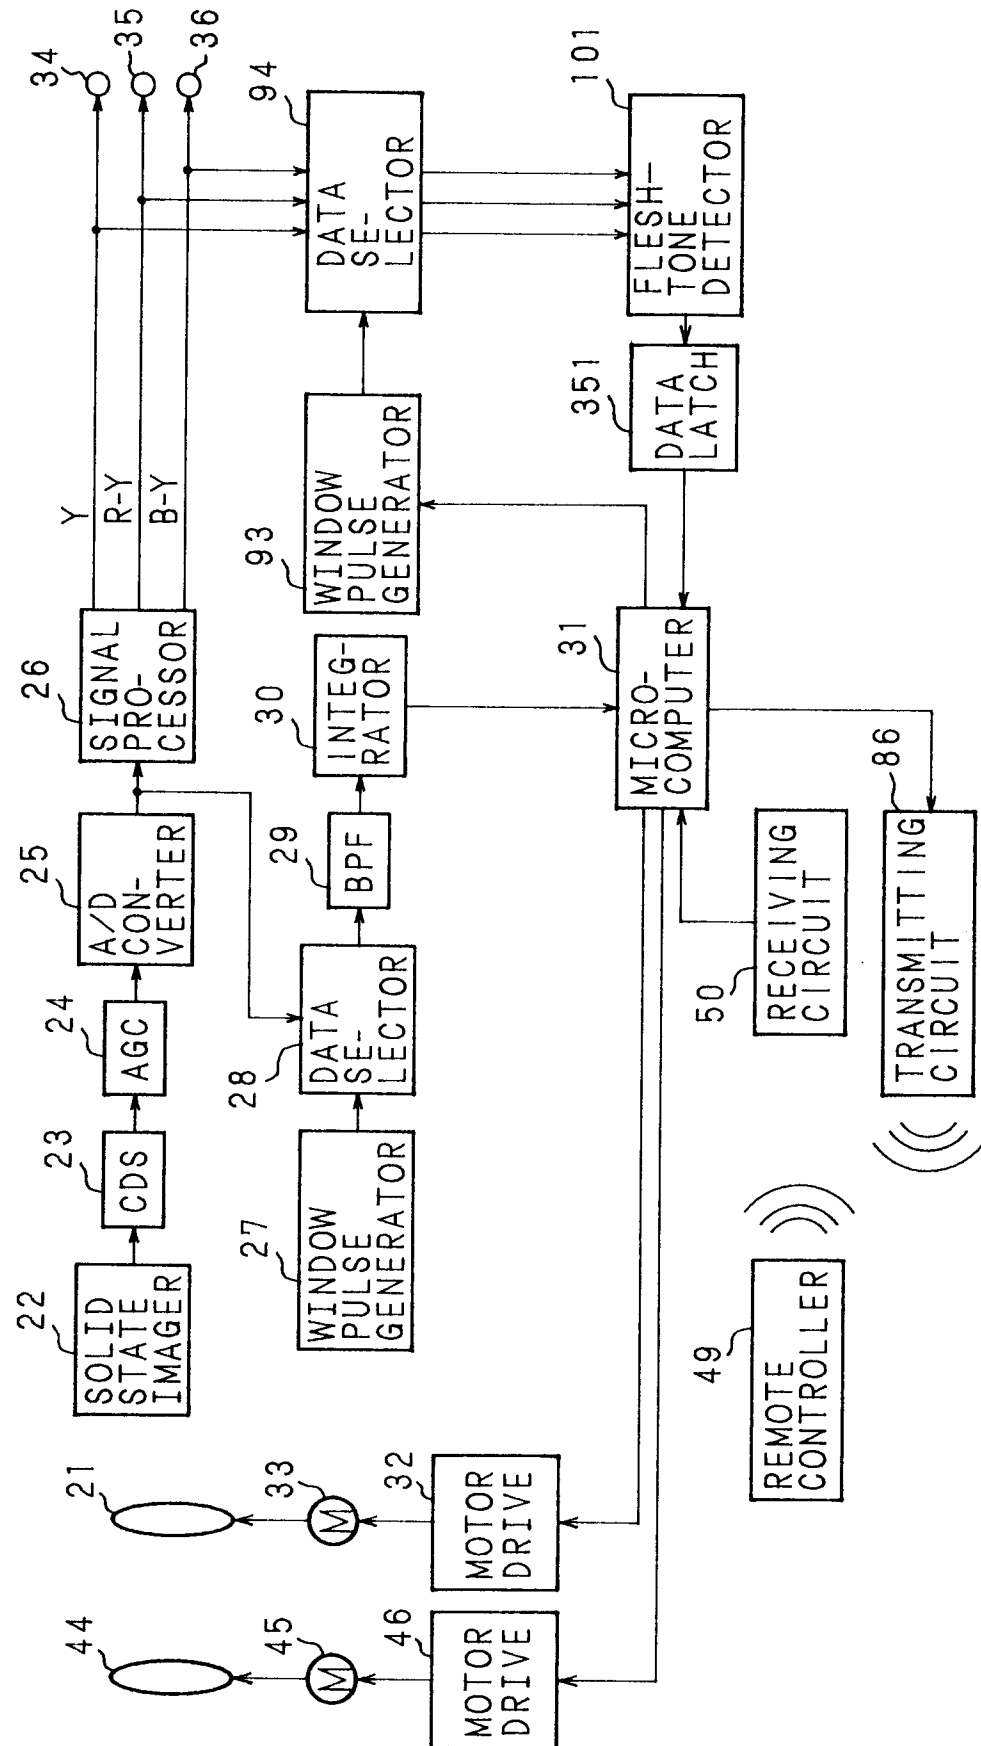 44
21
22
SOLID
STATE
IMAGER
23
CDS
24
AGC
25
A/D
CON-
VERTER
26
SIGNAL
PRO-
CESSOR
Y
R-Y
B-Y
34
35
36
45
M
33
M
27
WINDOW
PULSE
GENERATOR
28
DATA
SE-
LECTOR
29
BPF
30
INTEG-
RATOR
93
WINDOW
PULSE
GENERATOR
94
DATA
SE-
LECTOR
46
MOTOR
DRIVE
32
MOTOR
DRIVE
31
MICRO-
COMPUTER
351
DATA
LATCH
101
FLESH-
TONE
DETECTOR
49
REMOTE
CONTROLLER
50
RECEIVING
CIRCUIT
86
TRANSMITTING
CIRCUIT